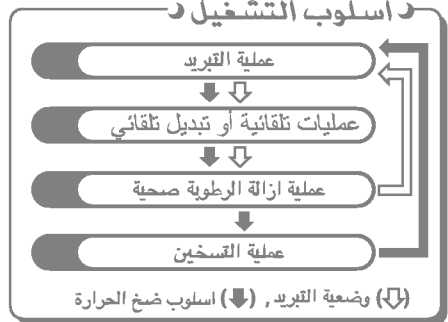 اسلوب التشغيل
عملية التبريد
عمليات تلقائية أو تبديل تلقائي
عملية ازالة الرطوبة صحية
عملية التسخين
(⇩) وضعية التبريد , (⬇) اسلوب ضخ الحرارة